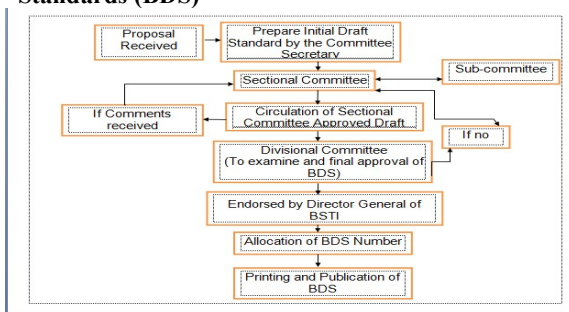 Standards (BDS)
Proposal
Received
Prepare Initial Draft
Standard by the Committee
Secretary
Sectional Committee
Sub-committee
If Comments
received
Circulation of Sectional
Committee Approved Draft
If no
Divisional Committee
(To examine and final approval of
BDS)
Endorsed by Director General of
BSTI
Allocation of BDS Number
Printing and Publication of
BDS